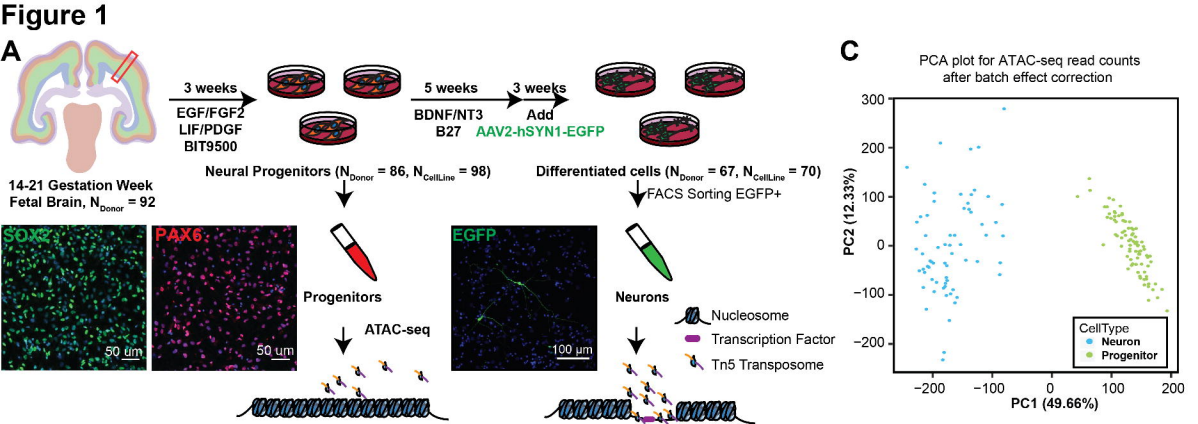 Figure 1
A
3 weeks
EGF/FGF2
LIF/PDGF
BIT9500
5 weeks
BDNF/NT3
B27
3 weeks
Add
AAV2-hSYN1-EGFP
14-21 Gestation Week
Fetal Brain, NDonor = 92
Neural Progenitors (NDonor = 86, NCellLine = 98)
Differentiated cells (NDonor = 67, NCellLine = 70)
FACS Sorting EGFP+
SOX2
50 um
PAX6
50 um
Progenitors
ATAC-seq
EGFP
100 μm
Neurons
Nucleosome
Transcription Factor
Tn5 Transposome
C
PCA plot for ATAC-seq read counts
after batch effect correction
PC2 (12.33%)
300
200
100
0
−100
−200
−200
−100
0
100
200
PC1 (49.66%)
CellType
Neuron
Progenitor